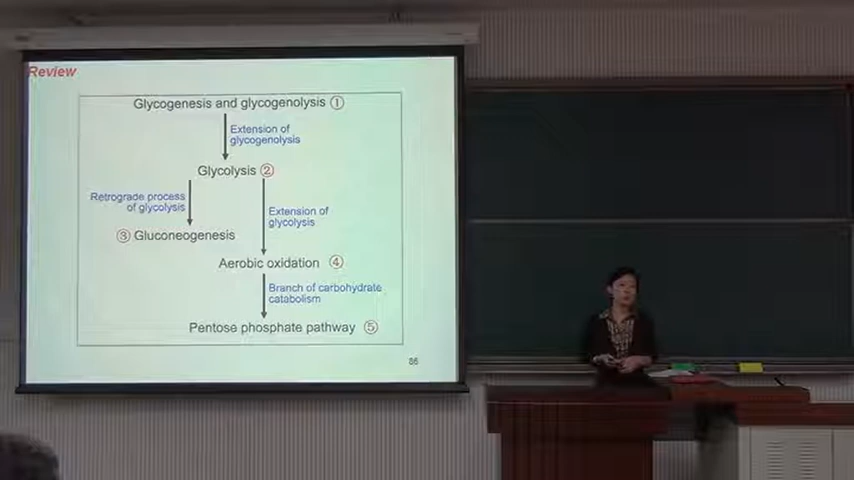 Review
Glycogenesis and glycogenolysis ①
Extension of
glycogenolysis
Glycolysis ②
Retrograde process
of glycolysis
Extension of
glycolysis
③ Gluconeogenesis
Aerobic oxidation ④
Branch of carbohydrate
catabolism
Pentose phosphate pathway ⑤
86